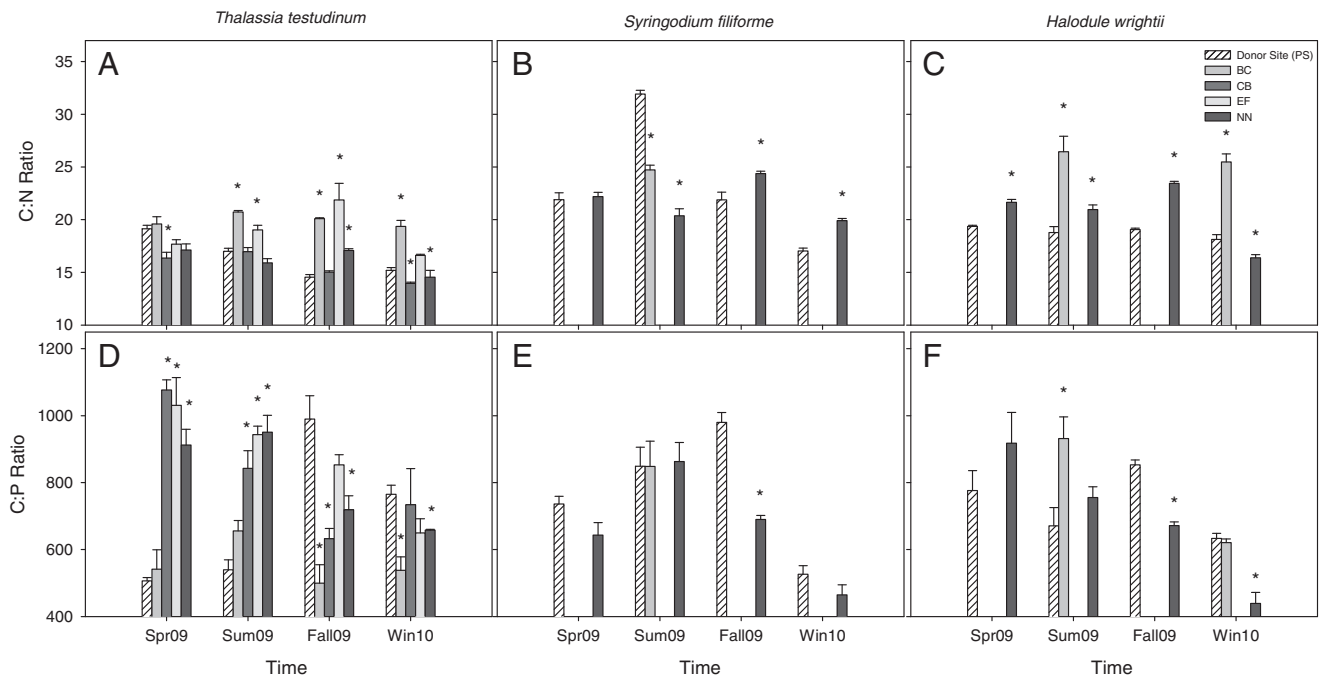 Thalassia testudinum
Syringodium filiforme
Halodule wrightii
A
B
C
Donor Site (PS)
BC
CB
EF
NN
C:N Ratio
35
30
25
20
15
10
* * * * * * * * *
* * * *
* * * * * *
D
E
F
C:P Ratio
1200
1000
800
600
400
* * * * * * * * * * *
*
* * *
Spr09 Sum09 Fall09 Win10
Spr09 Sum09 Fall09 Win10
Spr09 Sum09 Fall09 Win10
Time
Time
Time